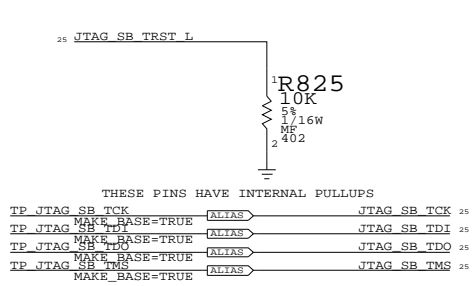 25 JTAG_SB_TRST_L
1
R825
10K
5%
1/16W
MF
402
2
THESE PINS HAVE INTERNAL PULLUPS
TP_JTAG_SB_TCK ALIAS JTAG_SB_TCK 25
MAKE_BASE=TRUE
TP_JTAG_SB_TDI ALIAS JTAG_SB_TDI 25
MAKE_BASE=TRUE
TP_JTAG_SB_TDO ALIAS JTAG_SB_TDO 25
MAKE_BASE=TRUE
TP_JTAG_SB_TMS ALIAS JTAG_SB_TMS 25
MAKE_BASE=TRUE